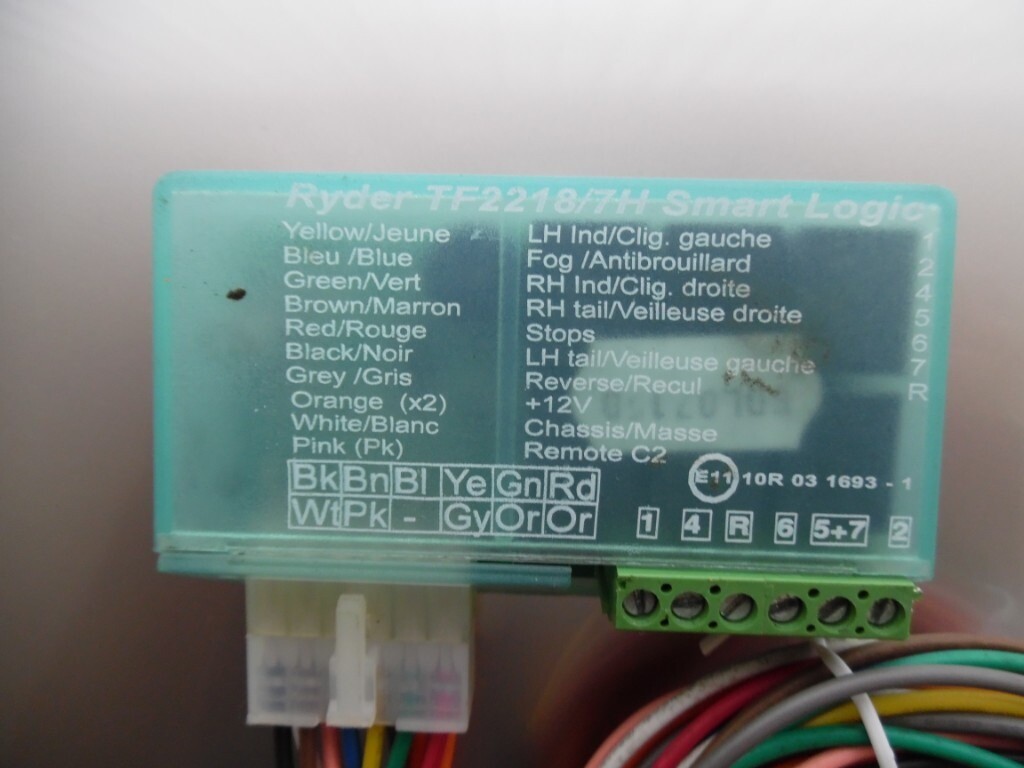 Ryder TF2218/7H Smart Logic
Yellow/Jeune LH Ind/Clig. gauche 1
Bleu /Blue Fog /Antibrouillard 2
Green/Vert RH Ind/Clig. droite 4
Brown/Marron RH tail/Veilleuse droite 5
Red/Rouge Stops 6
Black/Noir LH tail/Veilleuse gauche 7
Grey /Gris Reverse/Recul R
Orange (x2) +12V
White/Blanc Chassis/Masse
Pink (Pk) Remote C2
Bk Bn Bl Ye Gn Rd E11 10R 03 1693 - 1
Wt Pk - Gy Or Or 1 4 R 6 5+7 2